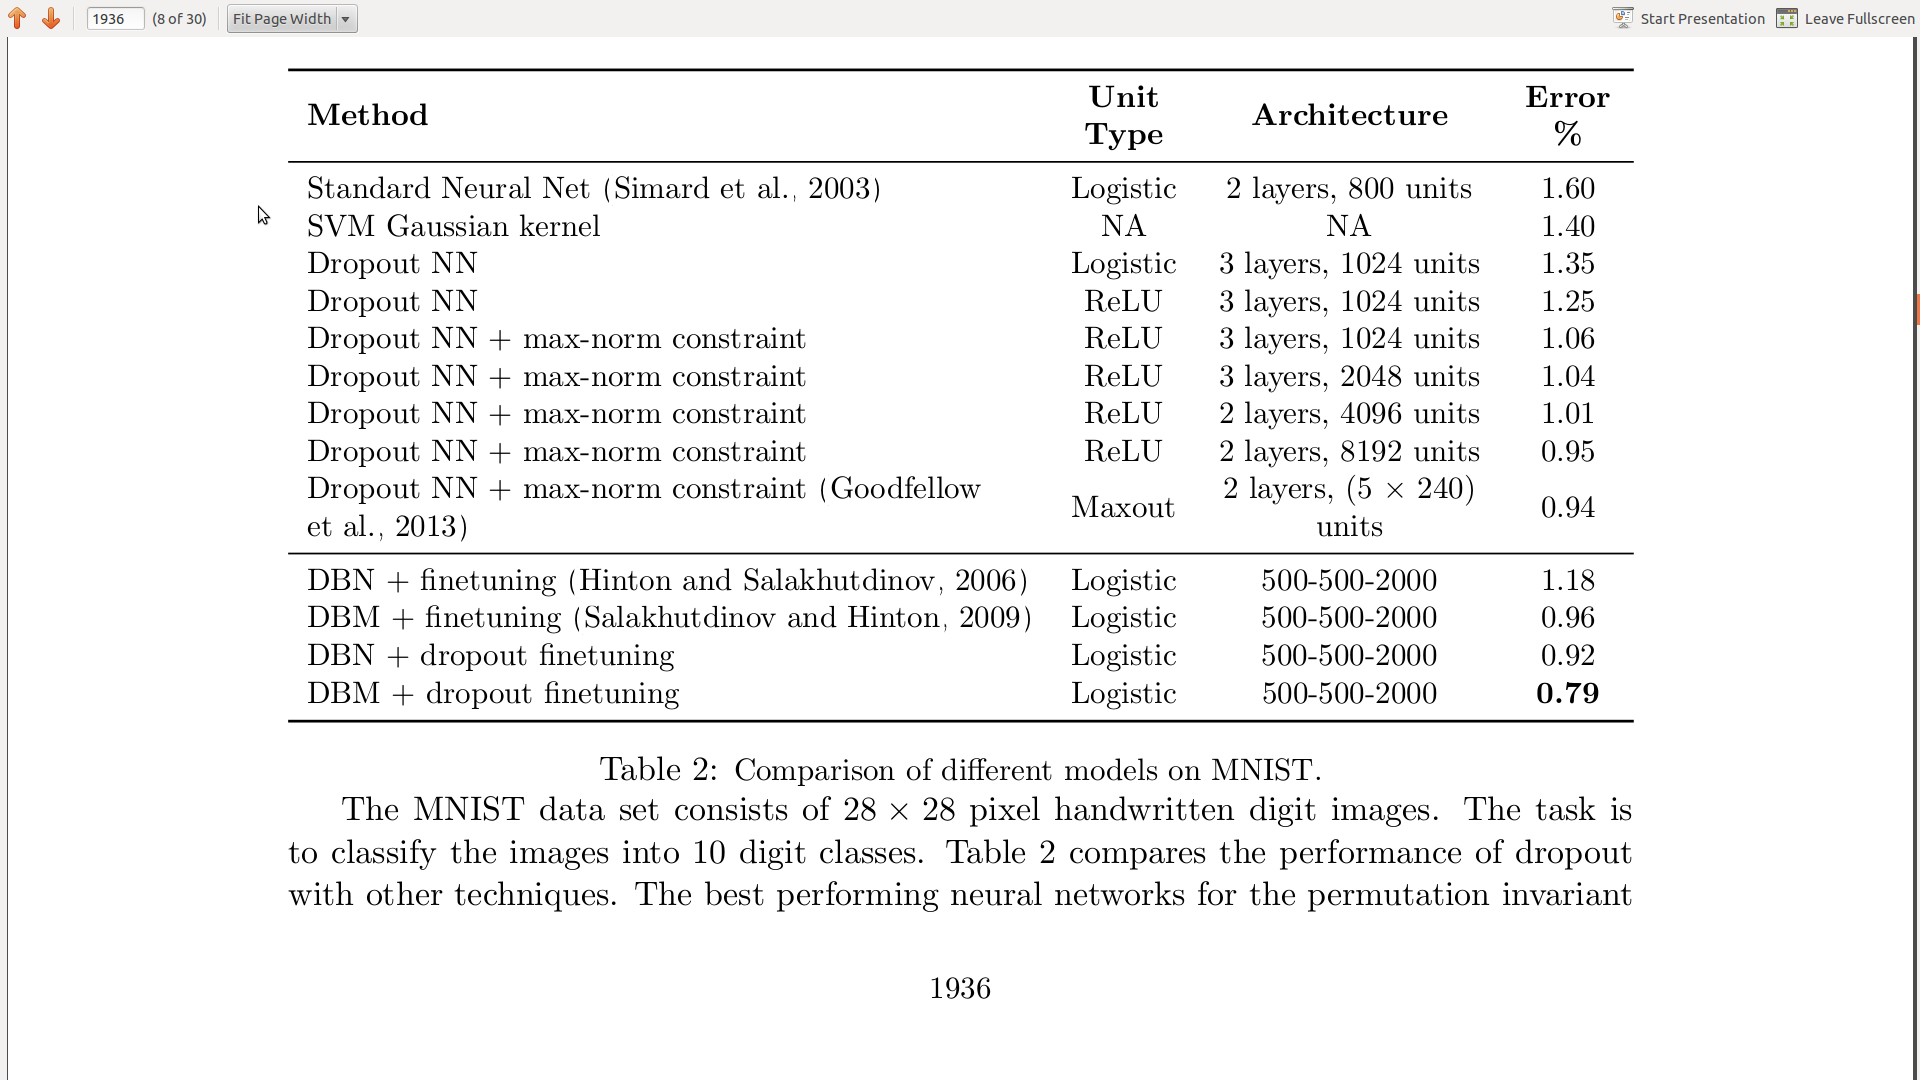 1936 (8 of 30) Fit Page Width Start Presentation Leave Fullscreen
Method Unit Type Architecture Error %
Standard Neural Net (Simard et al., 2003) Logistic 2 layers, 800 units 1.60
SVM Gaussian kernel NA NA 1.40
Dropout NN Logistic 3 layers, 1024 units 1.35
Dropout NN ReLU 3 layers, 1024 units 1.25
Dropout NN + max-norm constraint ReLU 3 layers, 1024 units 1.06
Dropout NN + max-norm constraint ReLU 3 layers, 2048 units 1.04
Dropout NN + max-norm constraint ReLU 2 layers, 4096 units 1.01
Dropout NN + max-norm constraint ReLU 2 layers, 8192 units 0.95
Dropout NN + max-norm constraint (Goodfellow et al., 2013) Maxout 2 layers, (5 × 240) units 0.94
DBN + finetuning (Hinton and Salakhutdinov, 2006) Logistic 500-500-2000 1.18
DBM + finetuning (Salakhutdinov and Hinton, 2009) Logistic 500-500-2000 0.96
DBN + dropout finetuning Logistic 500-500-2000 0.92
DBM + dropout finetuning Logistic 500-500-2000 0.79
Table 2: Comparison of different models on MNIST.
The MNIST data set consists of 28 × 28 pixel handwritten digit images. The task is
to classify the images into 10 digit classes. Table 2 compares the performance of dropout
with other techniques. The best performing neural networks for the permutation invariant
1936